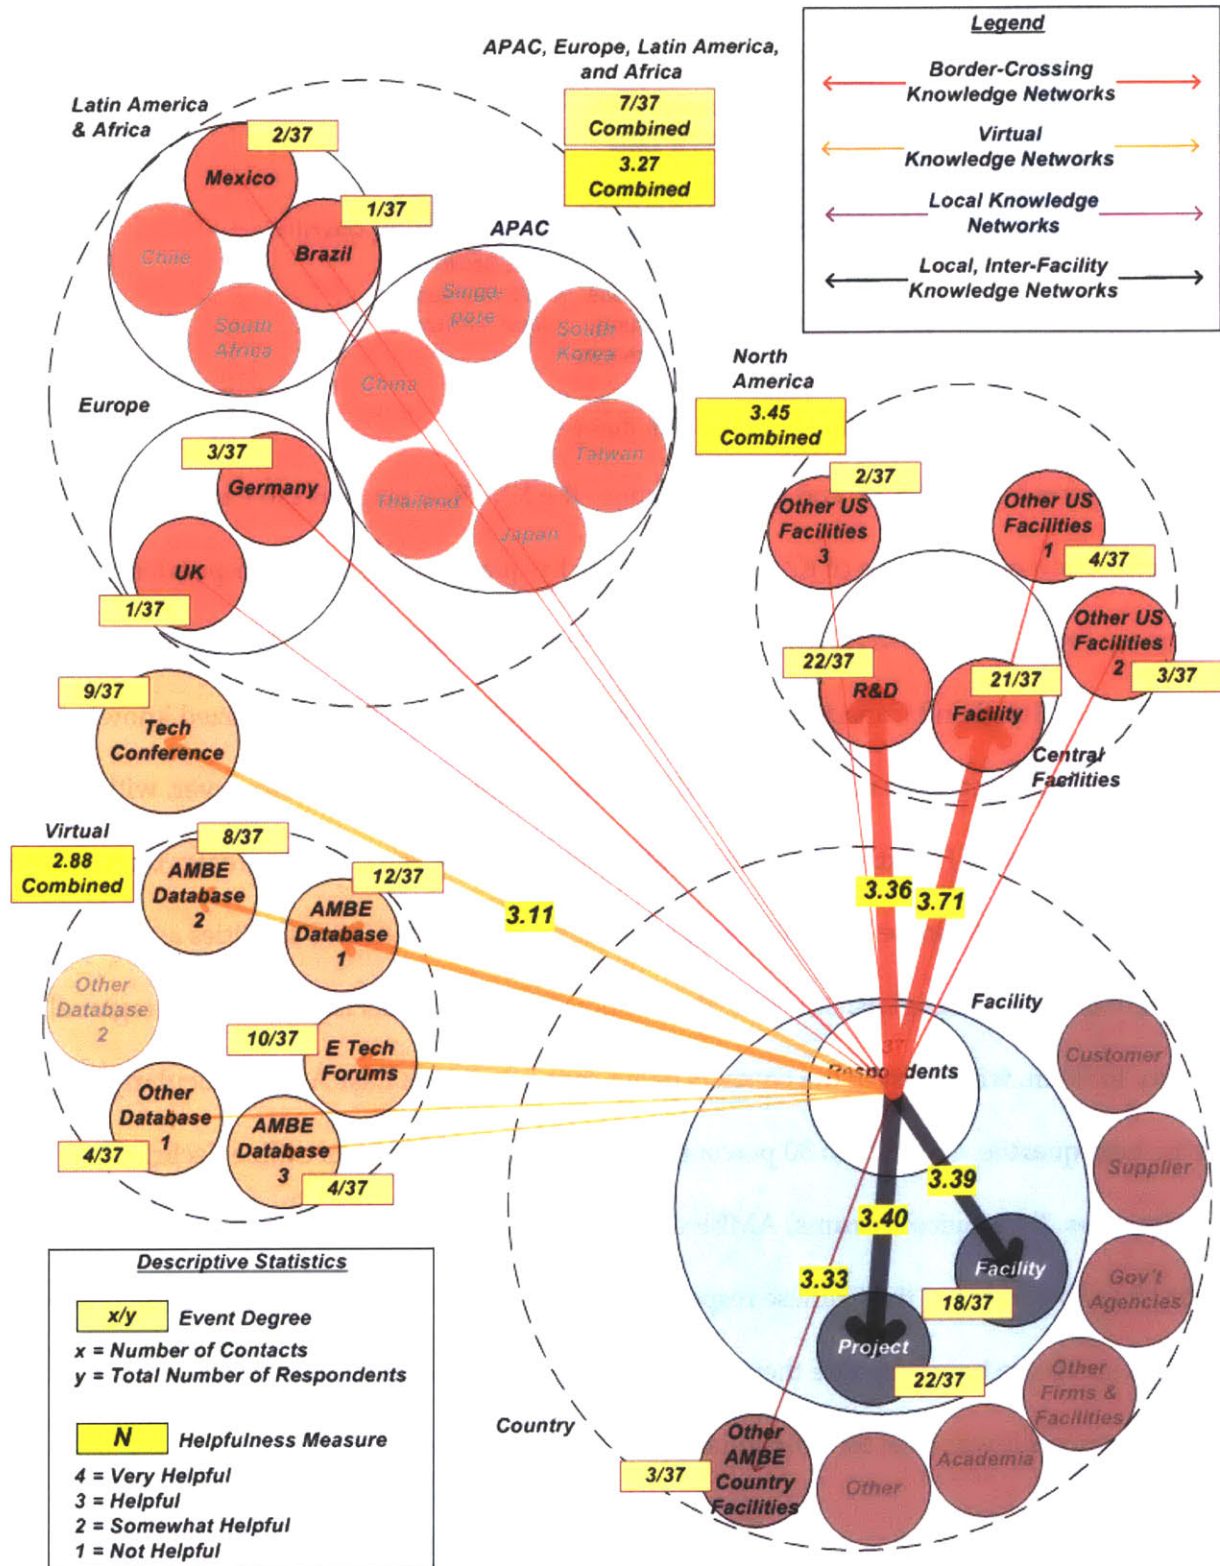 Legend
Border-Crossing
Knowledge Networks
Virtual
Knowledge Networks
Local Knowledge
Networks
Local, Inter-Facility
Knowledge Networks
APAC, Europe, Latin America,
and Africa
7/37
Combined
3.27
Combined
Latin America
& Africa
2/37
Mexico
1/37
Brazil
Chile
South
Africa
APAC
Singa-
pore
South
Korea
China
Taiwan
Thailand
Japan
Europe
3/37
Germany
UK
1/37
North
America
3.45
Combined
2/37
Other US
Facilities
3
Other US
Facilities
1
4/37
Other US
Facilities
2
3/37
22/37
R&D
21/37
Facility
Central
Facilities
9/37
Tech
Conference
Virtual
2.88
Combined
8/37
AMBE
Database
2
12/37
AMBE
Database
1
3.11
3.36
3.71
Other
Database
2
10/37
E Tech
Forums
Other
Database
1
4/37
AMBE
Database
3
4/37
Facility
37
Respondents
Customer
Supplier
3.39
3.40
3.33
Facility
18/37
Gov't
Agencies
Project
22/37
Other
Firms &
Facilities
Country
Other
AMBE
Country
Facilities
3/37
Other
Academia
Descriptive Statistics
x/y Event Degree
x = Number of Contacts
y = Total Number of Respondents
N Helpfulness Measure
4 = Very Helpful
3 = Helpful
2 = Somewhat Helpful
1 = Not Helpful